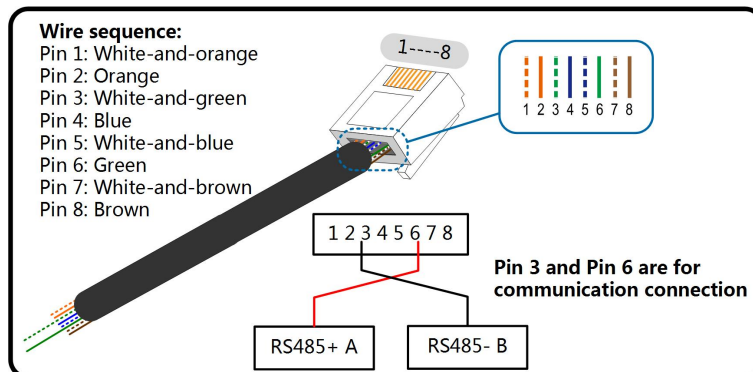 Wire sequence:
Pin 1: White-and-orange
Pin 2: Orange
Pin 3: White-and-green
Pin 4: Blue
Pin 5: White-and-blue
Pin 6: Green
Pin 7: White-and-brown
Pin 8: Brown
1----8
1 2 3 4 5 6 7 8
1 2 3 4 5 6 7 8
Pin 3 and Pin 6 are for
communication connection
RS485+ A
RS485- B